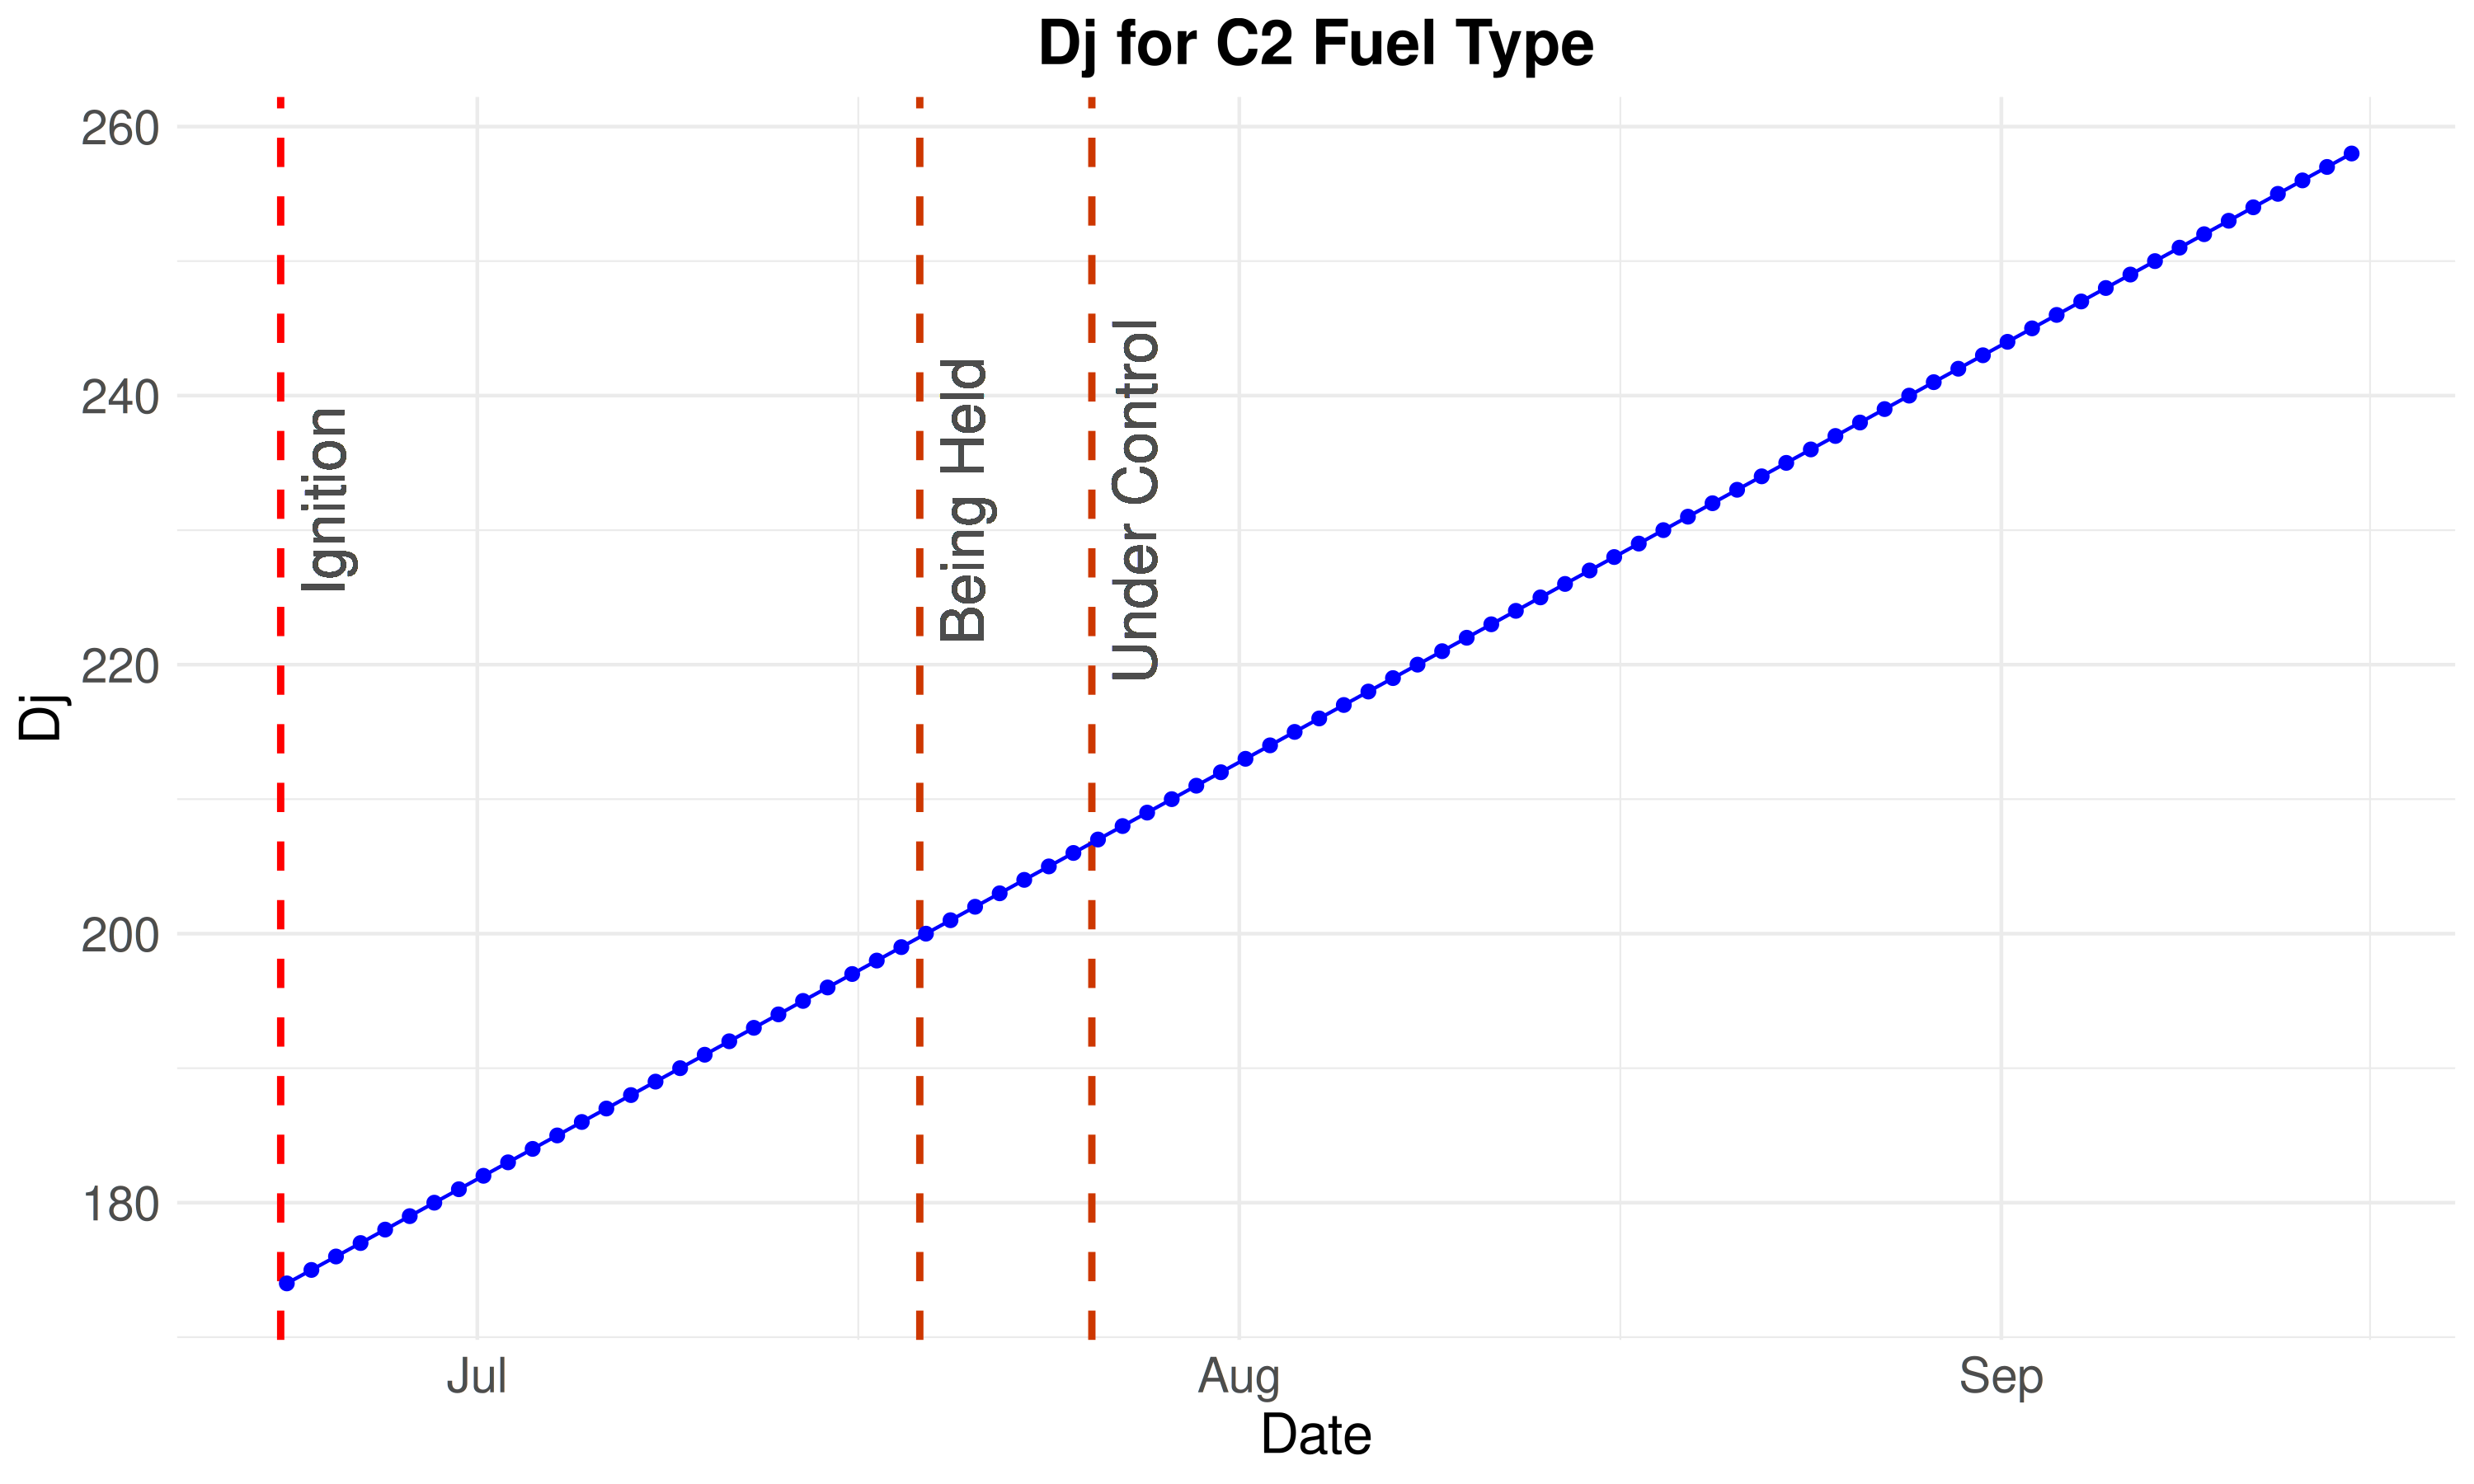 Dj for C2 Fuel Type
260
240
220
200
180
Dj
Ignition
Being Held
Under Control
Jul
Aug
Sep
Date